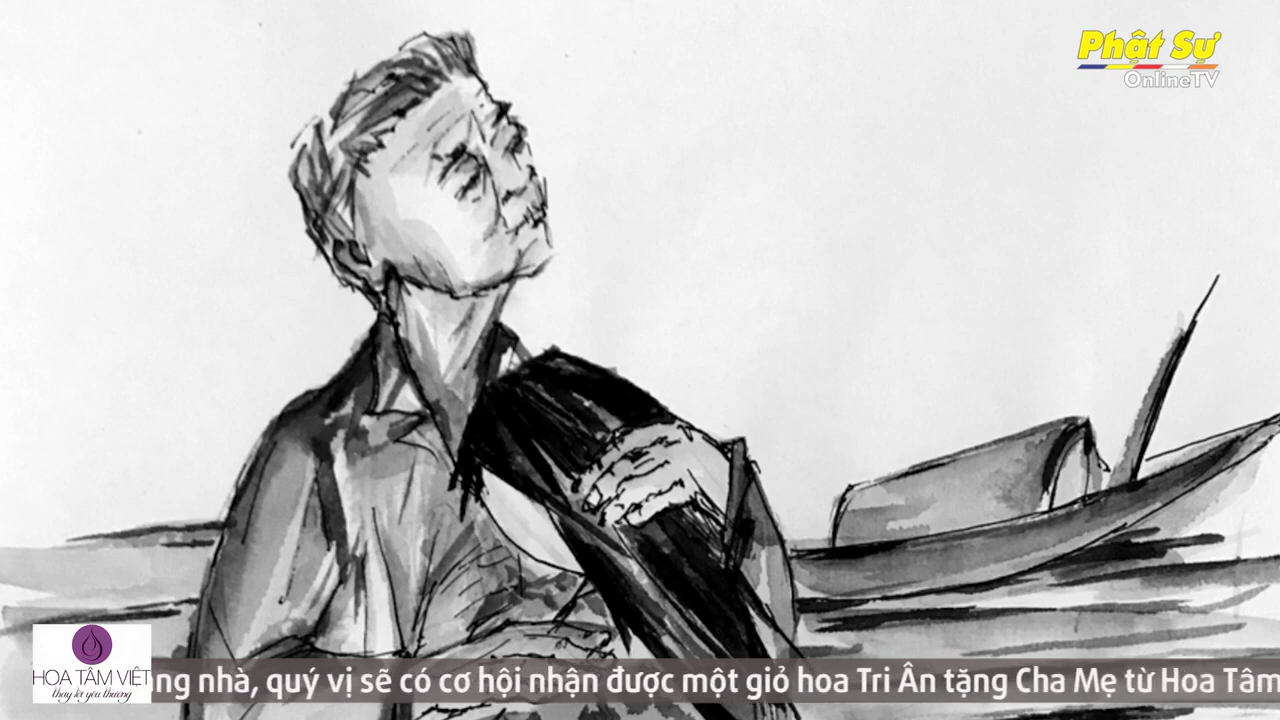 Phật Sự
OnlineTV
HOA TÂM VIỆT
thay lời yêu thương
ng nhà, quý vị sẽ có cơ hội nhận được một giỏ hoa Tri Ân tặng Cha Mẹ từ Hoa Tâm